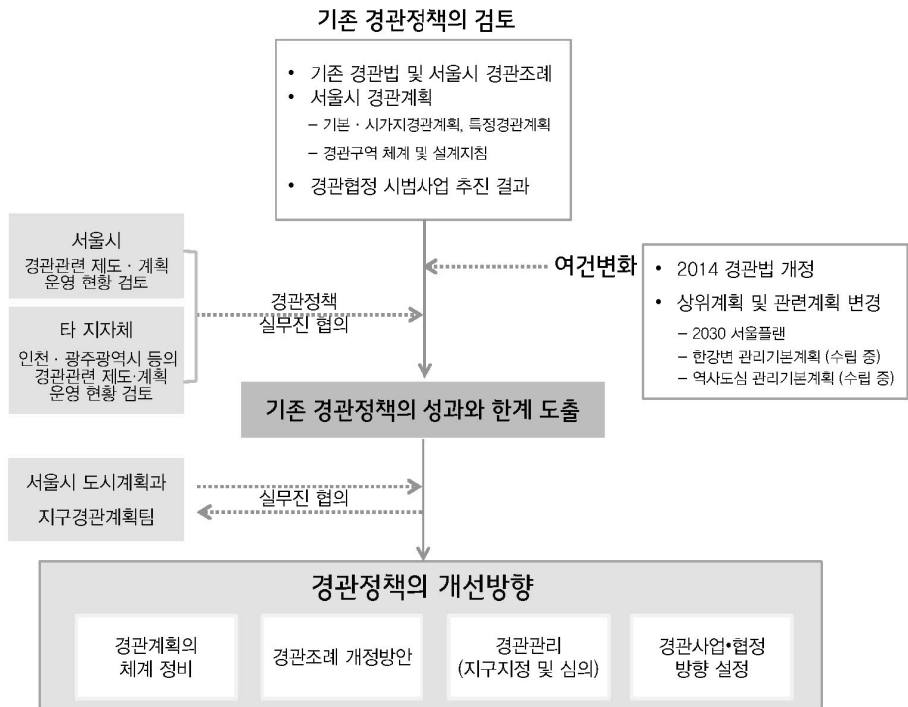 기존 경관정책의 검토
• 기존 경관법 및 서울시 경관조례
• 서울시 경관계획
– 기본 · 시가지경관계획, 특정경관계획
– 경관구역 체계 및 설계지침
• 경관협정 시범사업 추진 결과
서울시
경관관련 제도 · 계획
운영 현황 검토
타 지자체
인천 · 광주광역시 등의
경관관련 제도·계획
운영 현황 검토
경관정책
실무진 협의
여건변화
• 2014 경관법 개정
• 상위계획 및 관련계획 변경
– 2030 서울플랜
– 한강변 관리기본계획 (수립 중)
– 역사도심 관리기본계획 (수립 중)
기존 경관정책의 성과와 한계 도출
서울시 도시계획과
지구경관계획팀
실무진 협의
경관정책의 개선방향
경관계획의
체계 정비
경관조례 개정방안
경관관리
(지구지정 및 심의)
경관사업•협정
방향 설정